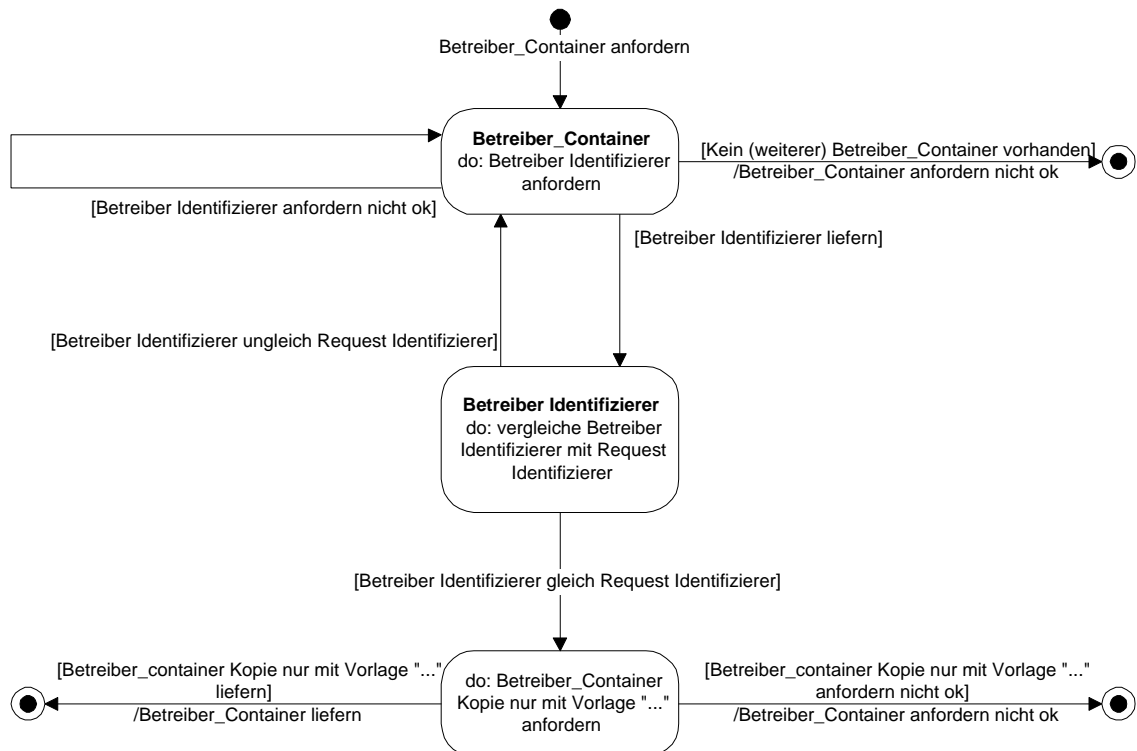 Betreiber_Container anfordern
Betreiber_Container
do: Betreiber Identifizierer
anfordern
[Kein (weiterer) Betreiber_Container vorhanden]
/Betreiber_Container anfordern nicht ok
[Betreiber Identifizierer anfordern nicht ok]
[Betreiber Identifizierer liefern]
[Betreiber Identifizierer ungleich Request Identifizierer]
Betreiber Identifizierer
do: vergleiche Betreiber
Identifizierer mit Request
Identifizierer
[Betreiber Identifizierer gleich Request Identifizierer]
[Betreiber_container Kopie nur mit Vorlage "..."
liefern]
/Betreiber_Container liefern
do: Betreiber_Container
Kopie nur mit Vorlage "..."
anfordern
[Betreiber_container Kopie nur mit Vorlage "..."
anfordern nicht ok]
/Betreiber_Container anfordern nicht ok